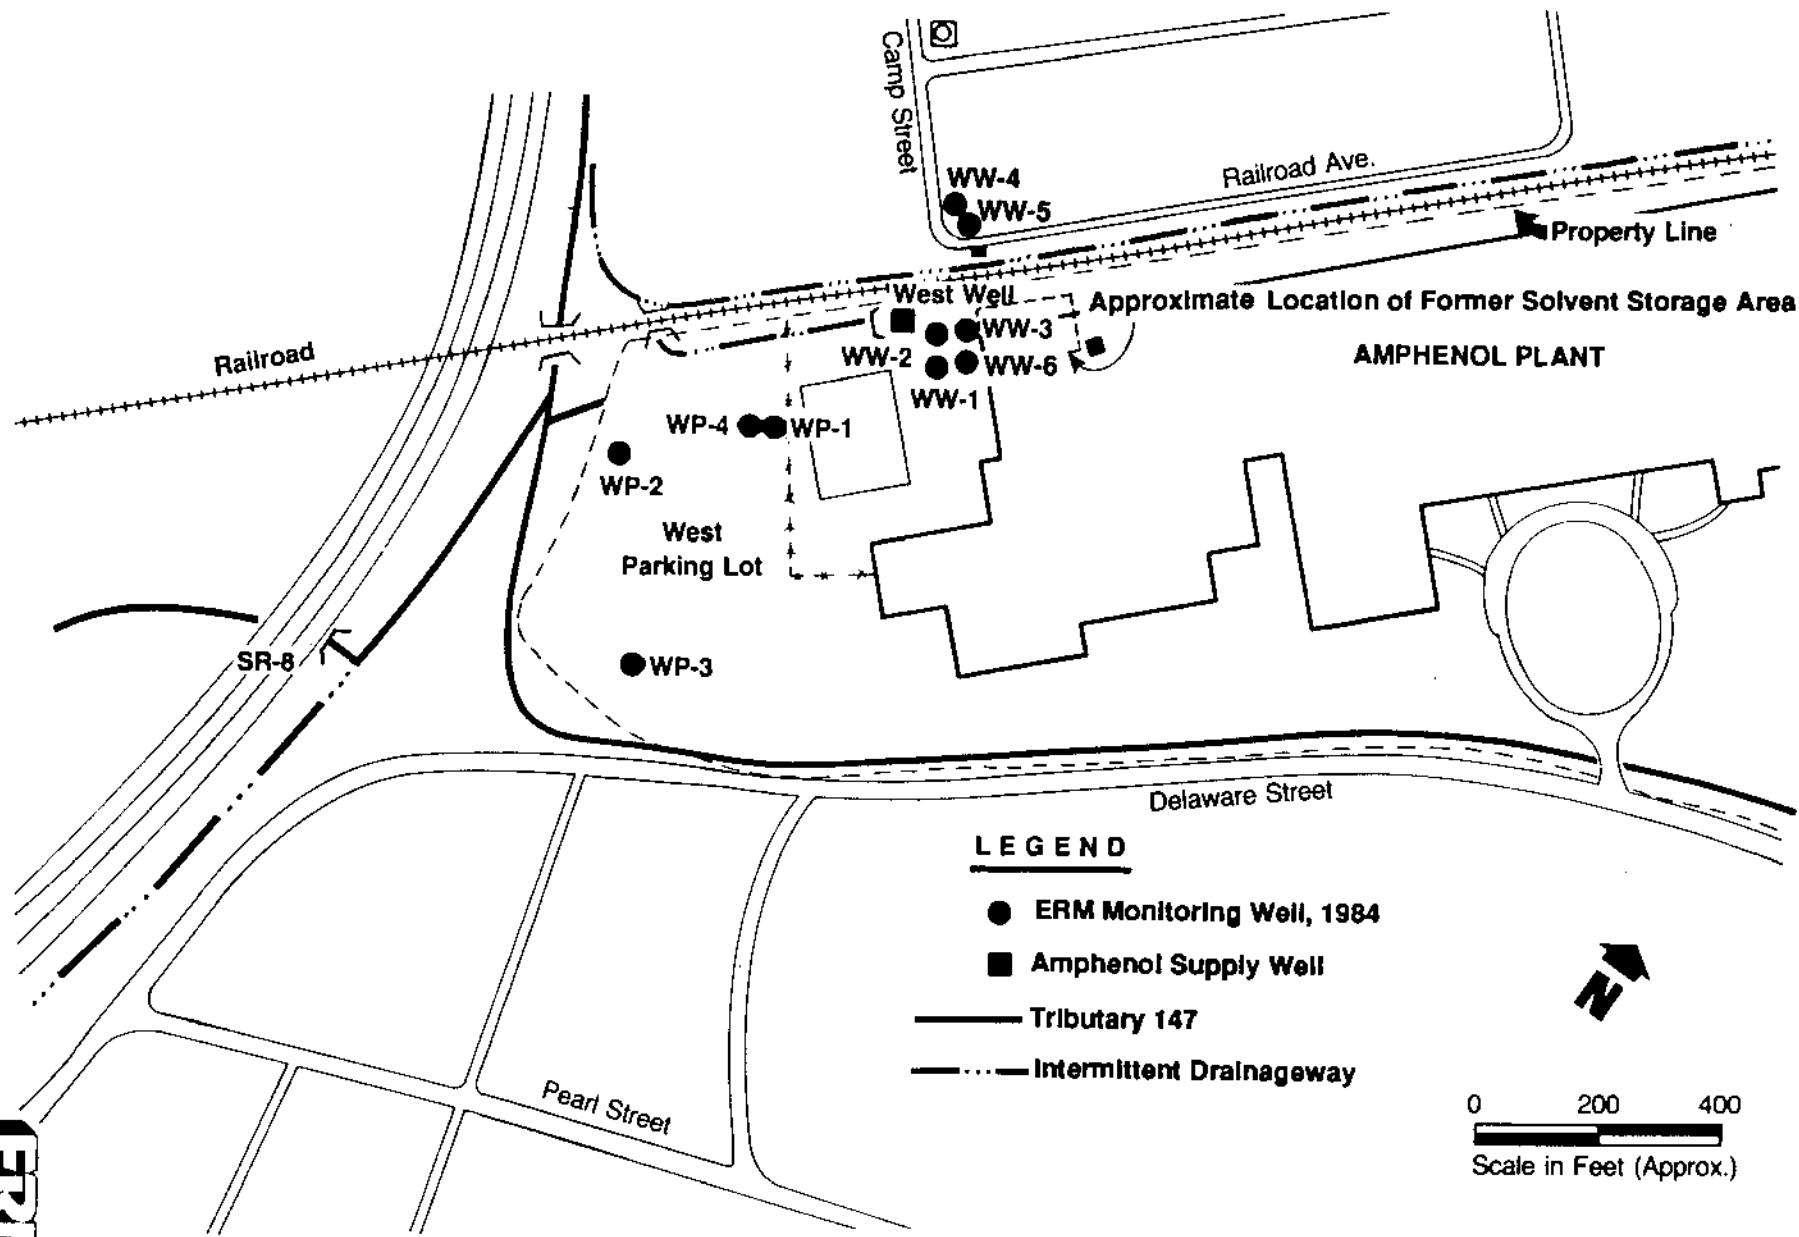 Camp Street
WW-4
WW-5
Railroad Ave.
Property Line
West Well
Approximate Location of Former Solvent Storage Area
WW-3
AMPHENOL PLANT
WW-2
WW-6
WW-1
Railroad
WP-4
WP-1
WP-2
West
Parking Lot
SR-8
WP-3
Delaware Street
LEGEND
ERM Monitoring Well, 1984
Amphenol Supply Well
Tributary 147
Intermittent Drainageway
N
Pearl Street
0 200 400
Scale in Feet (Approx.)